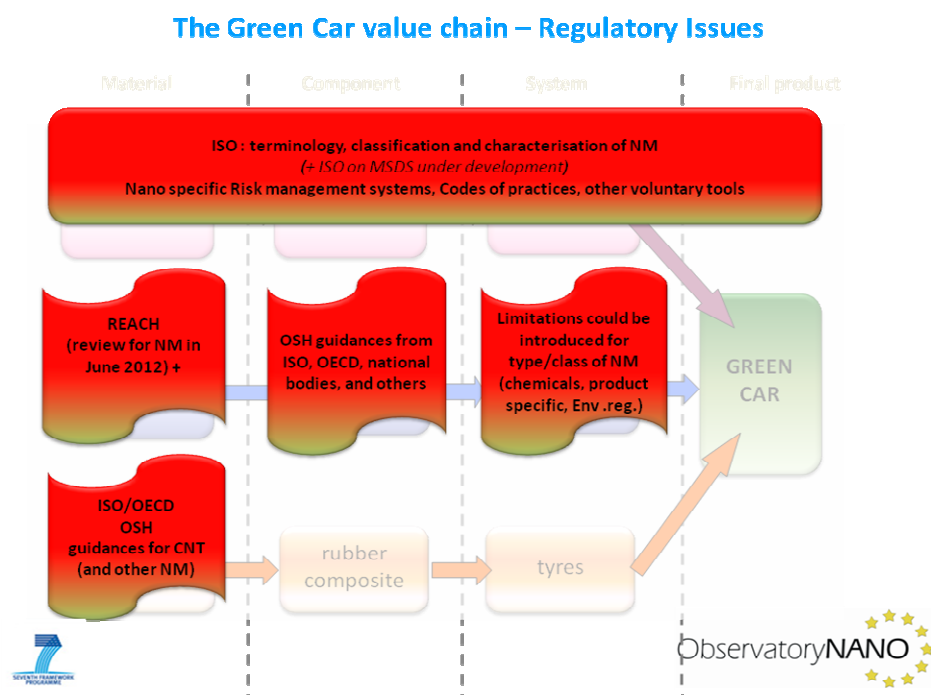 The Green Car value chain – Regulatory Issues
Material Component System Final product
ISO : terminology, classification and characterisation of NM
(+ ISO on MSDS under development)
Nano specific Risk management systems, Codes of practices, other voluntary tools
REACH
(review for NM in
June 2012) +
OSH guidances from
ISO, OECD, national
bodies, and others
Limitations could be
introduced for
type/class of NM
(chemicals, product
specific, Env .reg.)
GREEN
CAR
ISO/OECD
OSH
guidances for CNT
(and other NM)
rubber
composite
tyres
7
SEVENTH FRAMEWORK
PROGRAMME
ObservatoryNANO